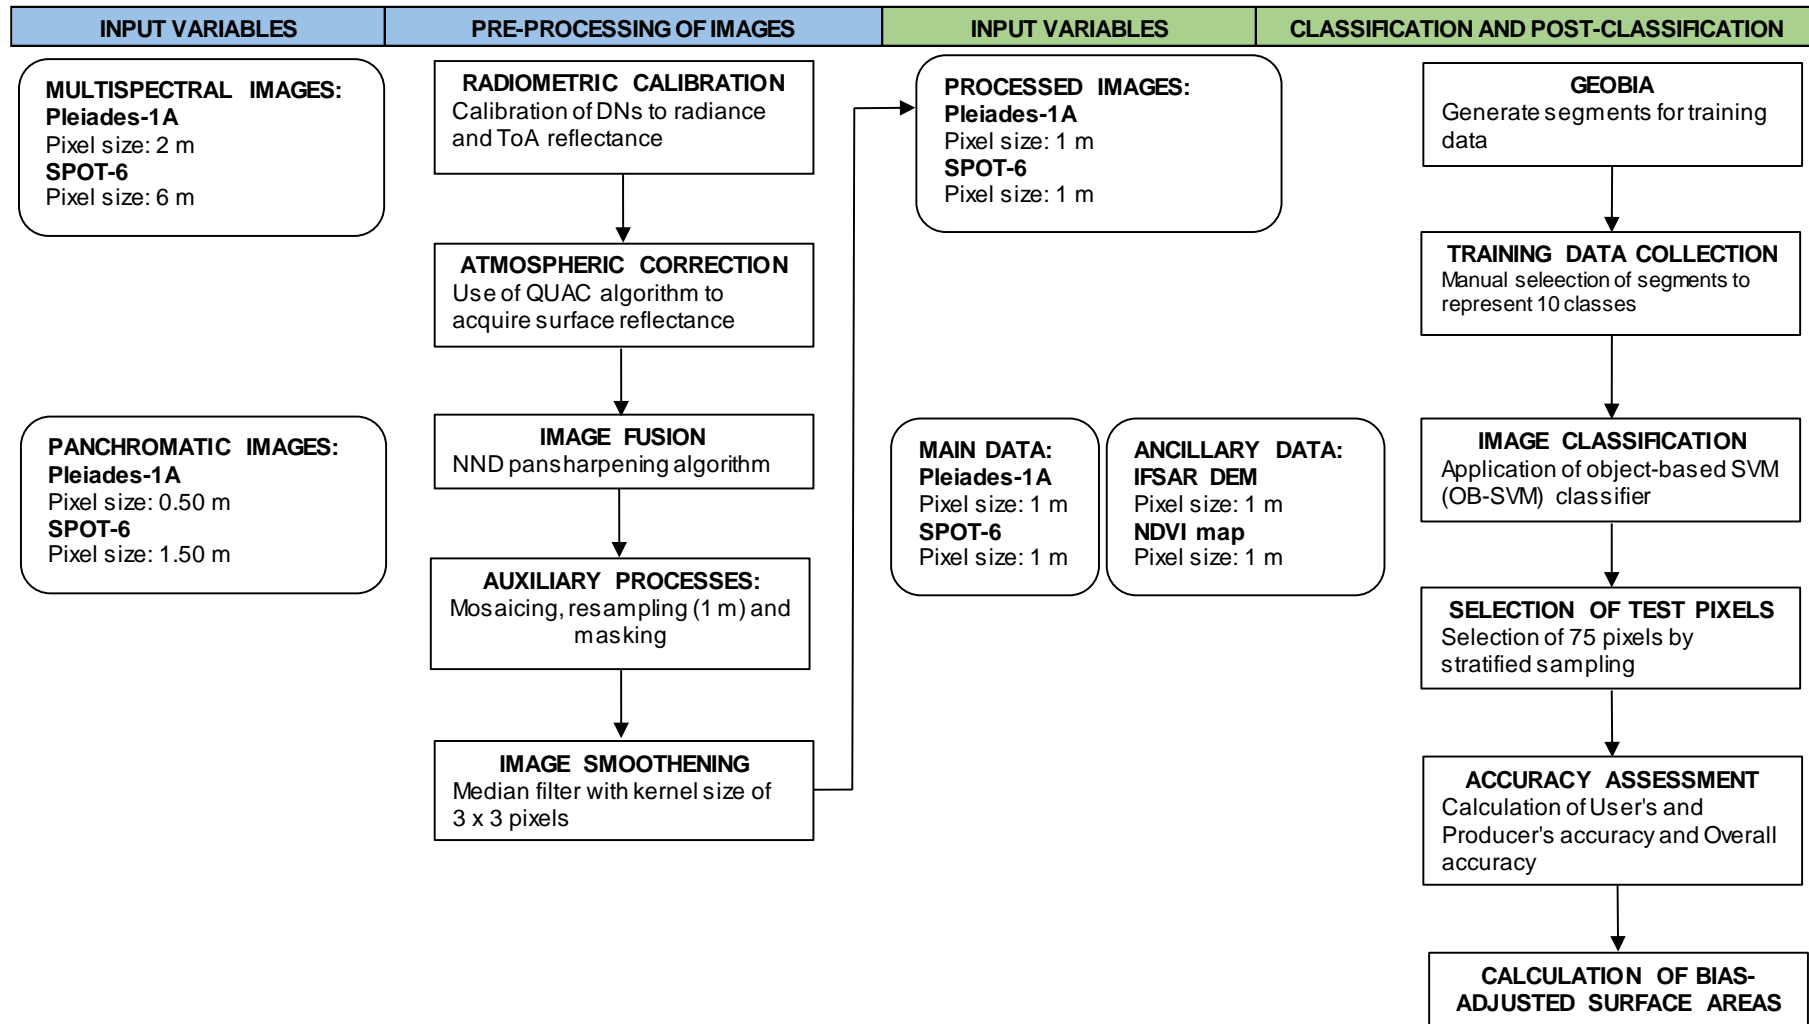 INPUT VARIABLES
PRE-PROCESSING OF IMAGES
INPUT VARIABLES
CLASSIFICATION AND POST-CLASSIFICATION
MULTISPECTRAL IMAGES:
Pleiades-1A
Pixel size: 2 m
SPOT-6
Pixel size: 6 m
PANCHROMATIC IMAGES:
Pleiades-1A
Pixel size: 0.50 m
SPOT-6
Pixel size: 1.50 m
RADIOMETRIC CALIBRATION
Calibration of DNs to radiance
and ToA reflectance
ATMOSPHERIC CORRECTION
Use of QUAC algorithm to
acquire surface reflectance
IMAGE FUSION
NND pansharpening algorithm
AUXILIARY PROCESSES:
Mosaicing, resampling (1 m) and
masking
IMAGE SMOOTHENING
Median filter with kernel size of
3 x 3 pixels
PROCESSED IMAGES:
Pleiades-1A
Pixel size: 1 m
SPOT-6
Pixel size: 1 m
MAIN DATA:
Pleiades-1A
Pixel size: 1 m
SPOT-6
Pixel size: 1 m
ANCILLARY DATA:
IFSAR DEM
Pixel size: 1 m
NDVI map
Pixel size: 1 m
GEOBIA
Generate segments for training
data
TRAINING DATA COLLECTION
Manual seleection of segments to
represent 10 classes
IMAGE CLASSIFICATION
Application of object-based SVM
(OB-SVM) classifier
SELECTION OF TEST PIXELS
Selection of 75 pixels by
stratified sampling
ACCURACY ASSESSMENT
Calculation of User's and
Producer's accuracy and Overall
accuracy
CALCULATION OF BIAS-
ADJUSTED SURFACE AREAS